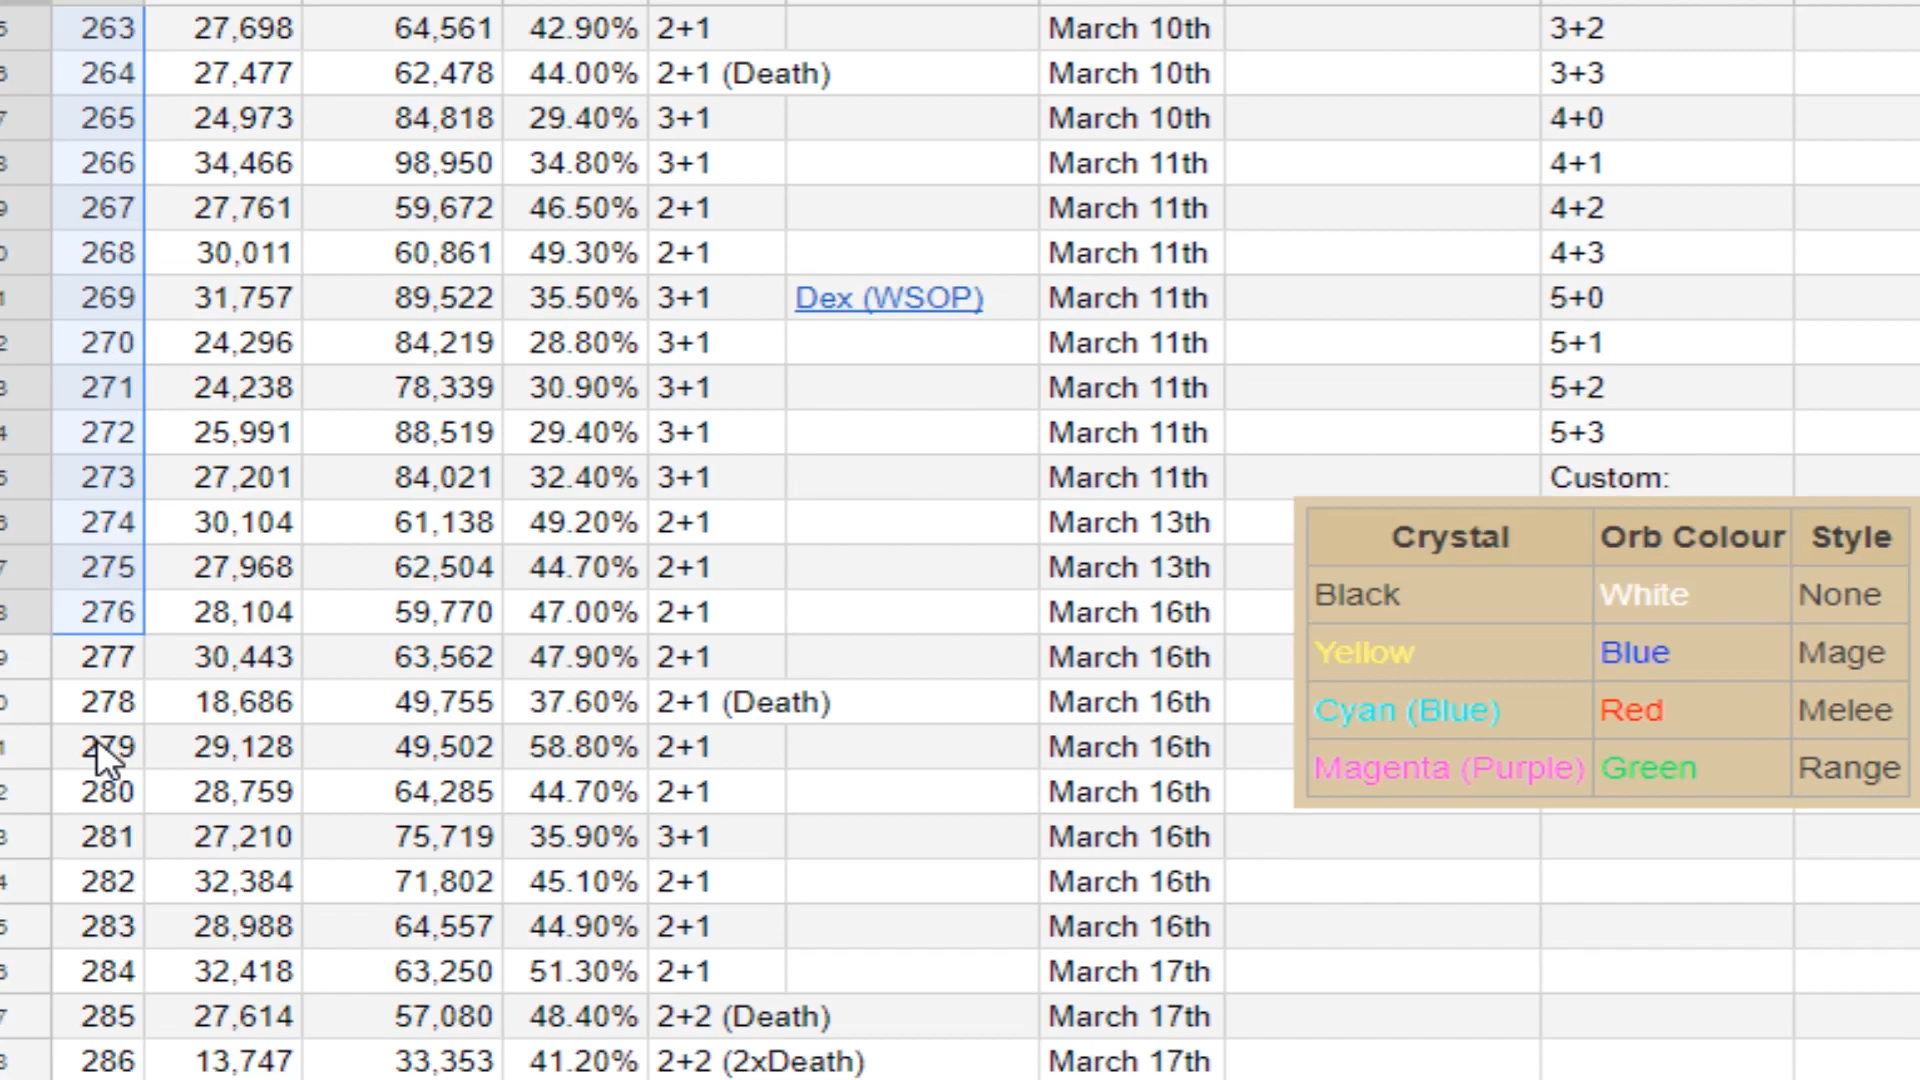 263 27,698 64,561 42.90% 2+1 March 10th 3+2
264 27,477 62,478 44.00% 2+1 (Death) March 10th 3+3
265 24,973 84,818 29.40% 3+1 March 10th 4+0
266 34,466 98,950 34.80% 3+1 March 11th 4+1
267 27,761 59,672 46.50% 2+1 March 11th 4+2
268 30,011 60,861 49.30% 2+1 March 11th 4+3
269 31,757 89,522 35.50% 3+1 Dex (WSOP) March 11th 5+0
270 24,296 84,219 28.80% 3+1 March 11th 5+1
271 24,238 78,339 30.90% 3+1 March 11th 5+2
272 25,991 88,519 29.40% 3+1 March 11th 5+3
273 27,201 84,021 32.40% 3+1 March 11th Custom:
274 30,104 61,138 49.20% 2+1 March 13th
275 27,968 62,504 44.70% 2+1 March 13th
276 28,104 59,770 47.00% 2+1 March 16th
277 30,443 63,562 47.90% 2+1 March 16th
278 18,686 49,755 37.60% 2+1 (Death) March 16th
279 29,128 49,502 58.80% 2+1 March 16th
280 28,759 64,285 44.70% 2+1 March 16th
281 27,210 75,719 35.90% 3+1 March 16th
282 32,384 71,802 45.10% 2+1 March 16th
283 28,988 64,557 44.90% 2+1 March 16th
284 32,418 63,250 51.30% 2+1 March 17th
285 27,614 57,080 48.40% 2+2 (Death) March 17th
286 13,747 33,353 41.20% 2+2 (2xDeath) March 17th
Crystal Orb Colour Style
Black White None
Yellow Blue Mage
Cyan (Blue) Red Melee
Magenta (Purple) Green Range